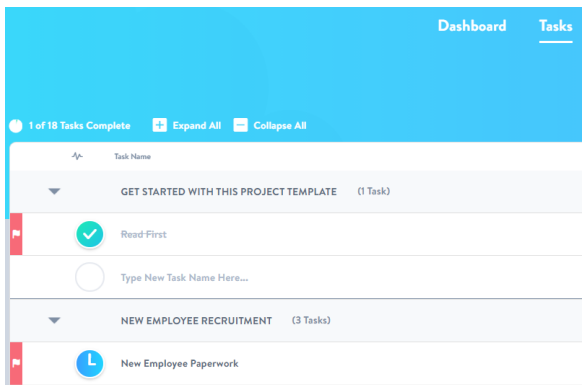 Dashboard Tasks
1 of 18 Tasks Complete Expand All Collapse All
Task Name
GET STARTED WITH THIS PROJECT TEMPLATE (1 Task)
Read First
Type New Task Name Here...
NEW EMPLOYEE RECRUITMENT (3 Tasks)
New Employee Paperwork